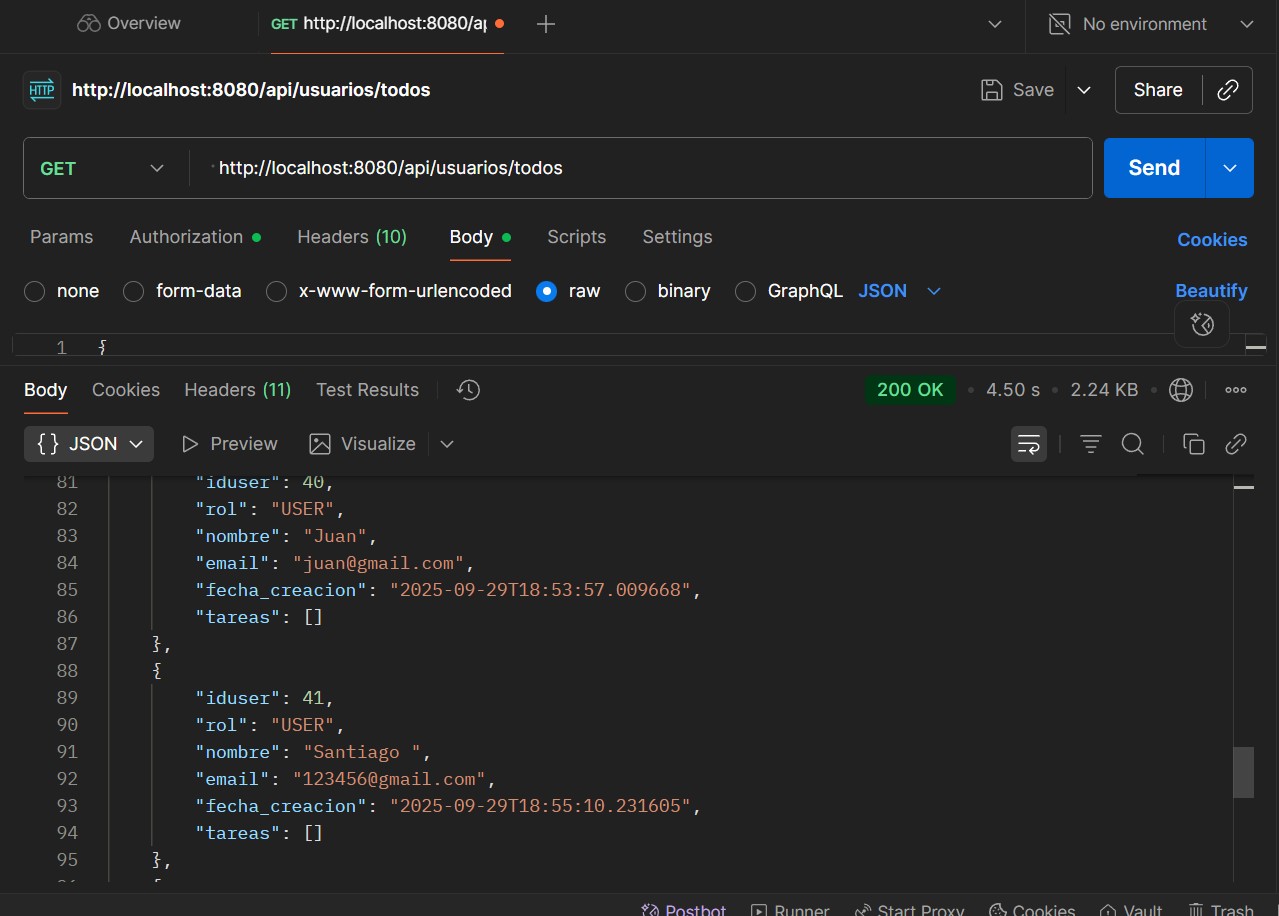 Overview
GET http://localhost:8080/ap
No environment
HTTP http://localhost:8080/api/usuarios/todos
Save
Share
GET http://localhost:8080/api/usuarios/todos
Send
Params Authorization Headers (10) Body Scripts Settings Cookies
none form-data x-www-form-urlencoded raw binary GraphQL JSON Beautify
1 {
Body Cookies Headers (11) Test Results 200 OK 4.50 s 2.24 KB
{} JSON Preview Visualize
81 "iduser": 40,
82 "rol": "USER",
83 "nombre": "Juan",
84 "email": "juan@gmail.com",
85 "fecha_creacion": "2025-09-29T18:53:57.009668",
86 "tareas": []
87 },
88 {
89 "iduser": 41,
90 "rol": "USER",
91 "nombre": "Santiago ",
92 "email": "123456@gmail.com",
93 "fecha_creacion": "2025-09-29T18:55:10.231605",
94 "tareas": []
95 },
Postbot Runner Start Proxy Cookies Vault Trash